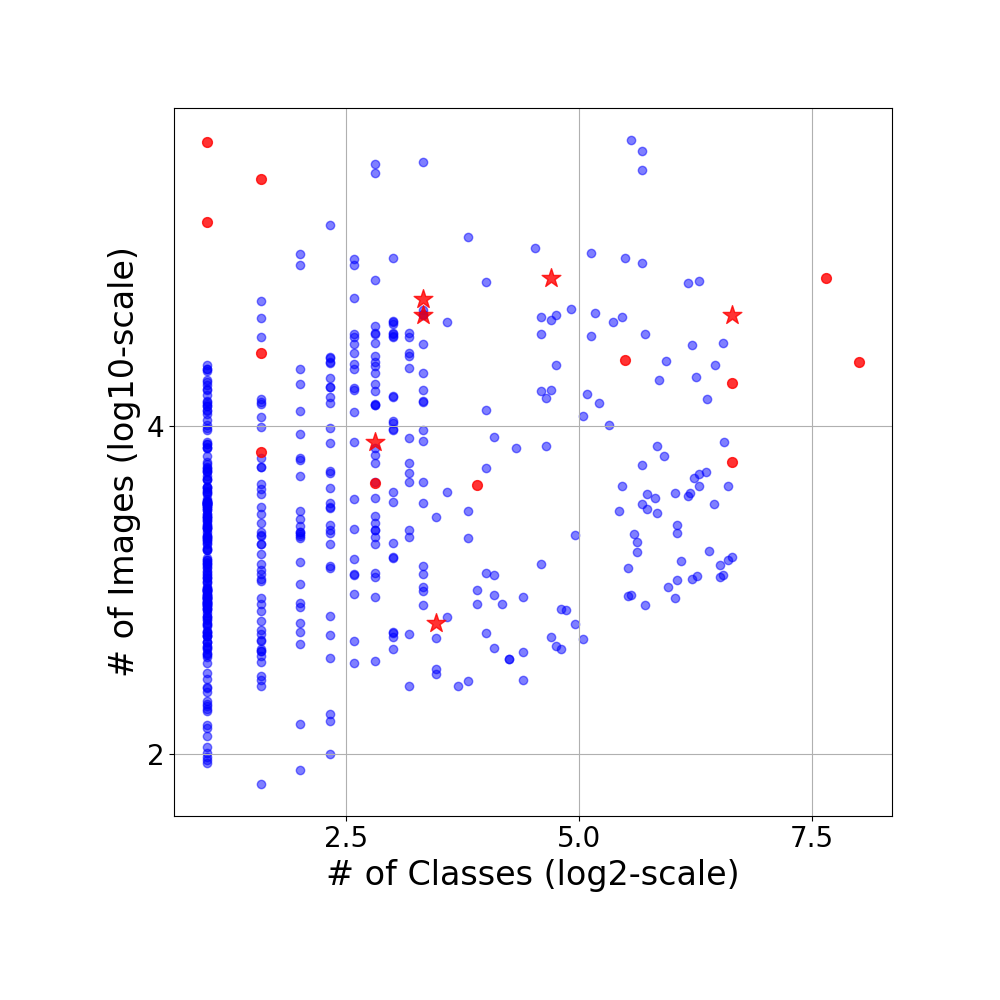 # of Images (log10-scale)
4
2
2.5 5.0 7.5
# of Classes (log2-scale)